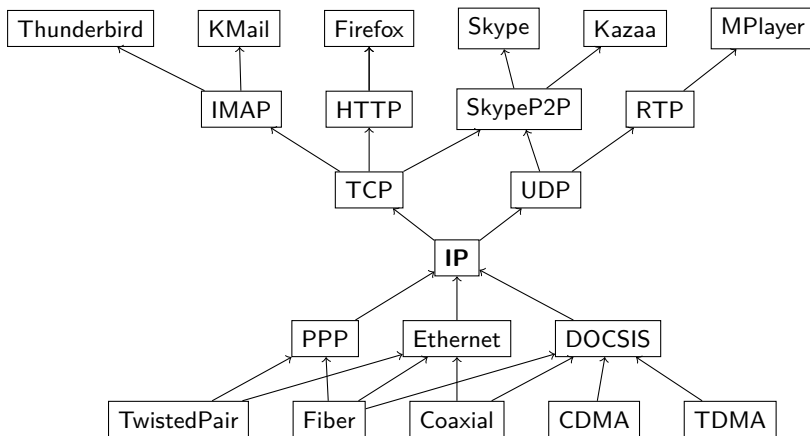 Thunderbird KMail Firefox Skype Kazaa MPlayer
IMAP HTTP SkypeP2P RTP
TCP UDP
IP
PPP Ethernet DOCSIS
TwistedPair Fiber Coaxial CDMA TDMA